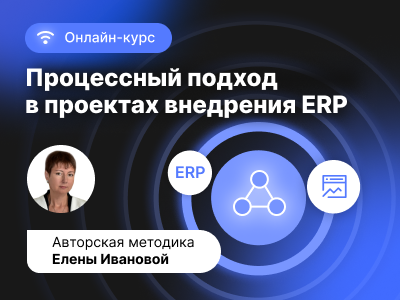 Онлайн-курс
Процессный подход
в проектах внедрения ERP
ERP
Авторская методика
Елены Ивановой